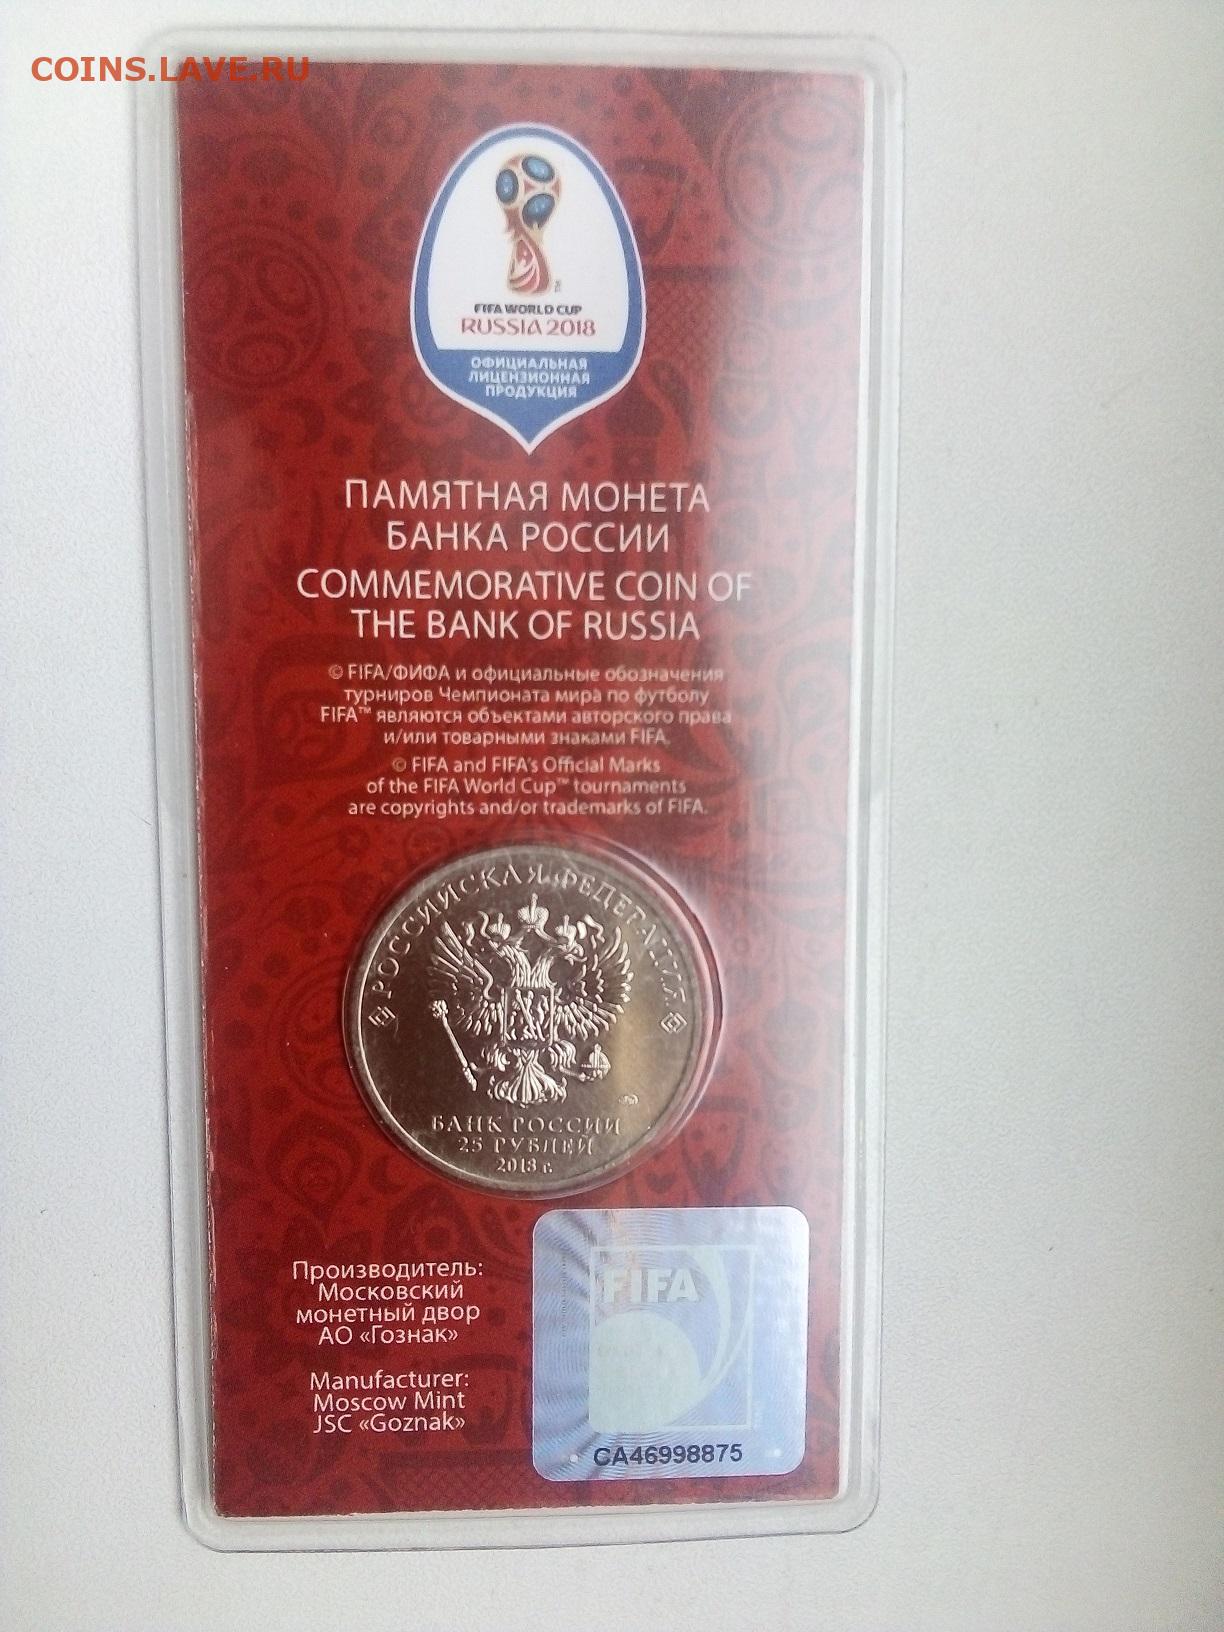 COINS.LAVE.RU
FIFA WORLD CUP
RUSSIA 2018
ОФИЦИАЛЬНАЯ
ЛИЦЕНЗИОННАЯ
ПРОДУКЦИЯ
ПАМЯТНАЯ МОНЕТА
БАНКА РОССИИ
COMMEMORATIVE COIN OF
THE BANK OF RUSSIA
© FIFA/ФИФА и официальные обозначения
турниров Чемпионата мира по футболу
FIFA™ являются объектами авторского права
и/или товарными знаками FIFA.
© FIFA and FIFA's Official Marks
of the FIFA World Cup™ tournaments
are copyrights and/or trademarks of FIFA.
РОССИЙСКАЯ ФЕДЕРАЦИЯ
БАНК РОССИИ
25 РУБЛЕЙ
2018 г.
Производитель:
Московский
монетный двор
АО «Гознак»
Manufacturer:
Moscow Mint
JSC «Goznak»
FIFA
CA46998875